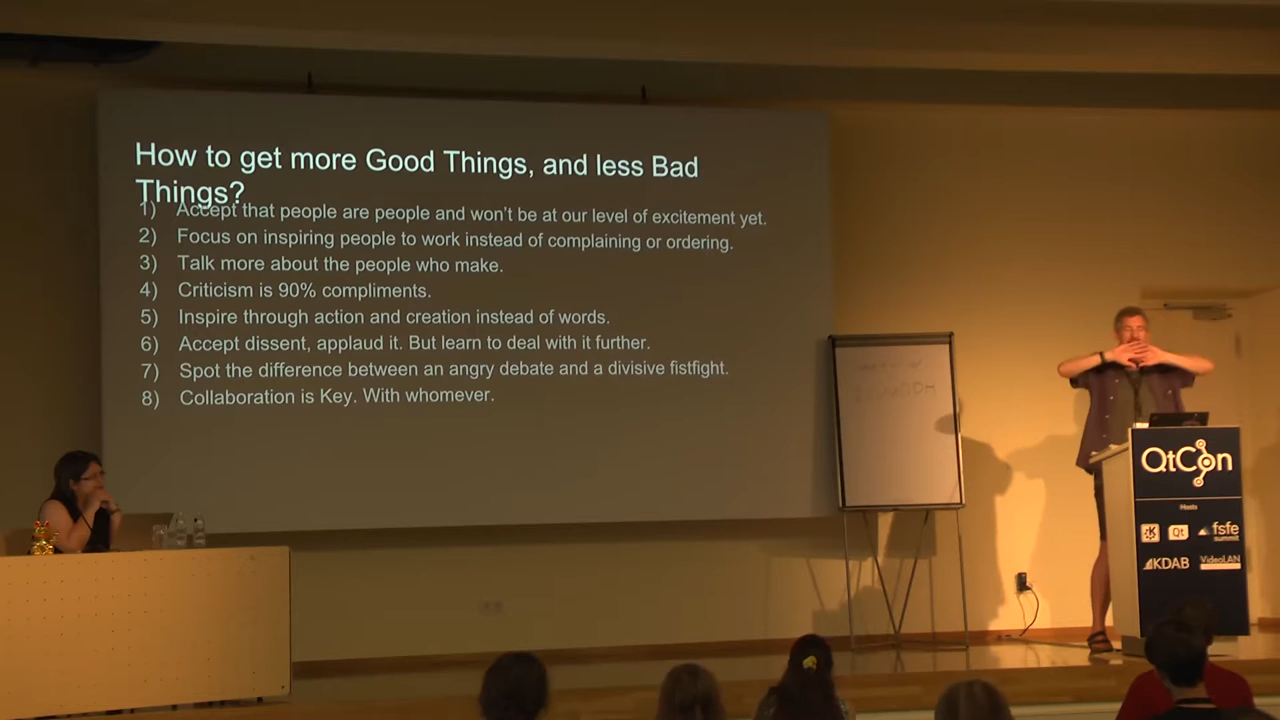 How to get more Good Things, and less Bad
Things?
1) Accept that people are people and won't be at our level of excitement yet.
2) Focus on inspiring people to work instead of complaining or ordering.
3) Talk more about the people who make.
4) Criticism is 90% compliments.
5) Inspire through action and creation instead of words.
6) Accept dissent, applaud it. But learn to deal with it further.
7) Spot the difference between an angry debate and a divisive fistfight.
8) Collaboration is Key. With whomever.
QtCon
Hosts
Qt
fsfe
summit
KDAB
VideoLAN